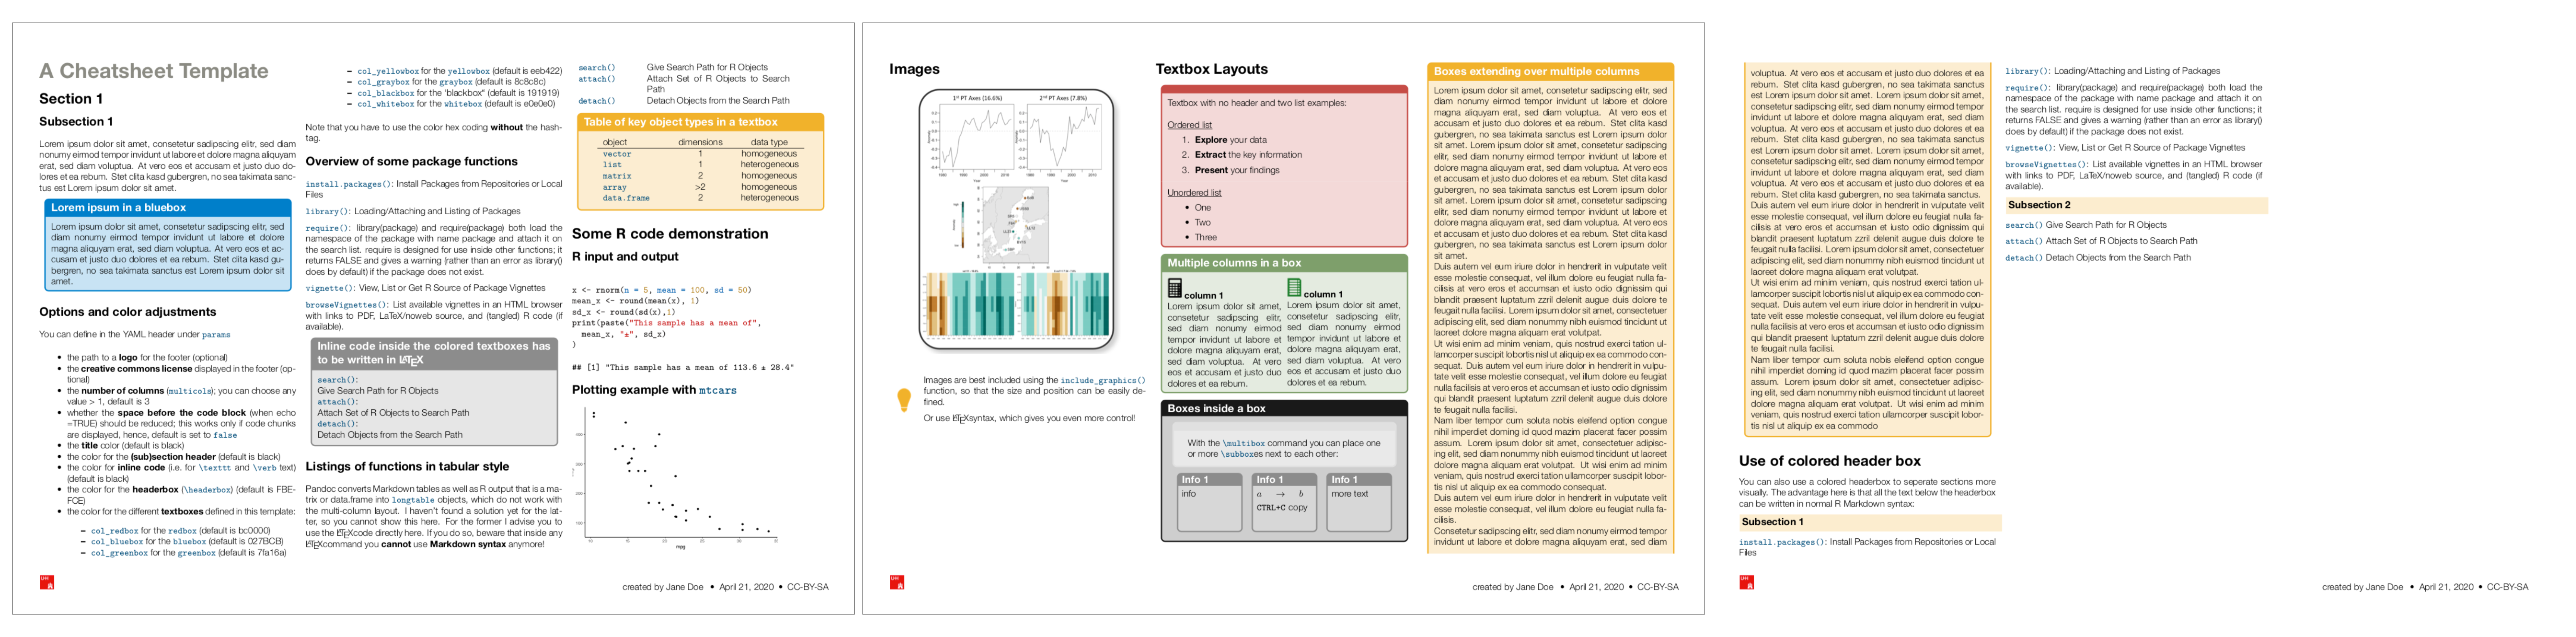 A Cheatsheet Template
Section 1
Subsection 1
Lorem ipsum dolor sit amet, consetetur sadipscing elitr, sed diam
nonumy eirmod tempor invidunt ut labore et dolore magna aliquyam
erat, sed diam voluptua. At vero eos et accusam et justo duo do-
lores et ea rebum. Stet clita kasd gubergren, no sea takimata sanc-
tus est Lorem ipsum dolor sit amet.
Lorem ipsum in a bluebox
Lorem ipsum dolor sit amet, consetetur sadipscing elitr, sed
diam nonumy eirmod tempor invidunt ut labore et dolore
magna aliquyam erat, sed diam voluptua. At vero eos et ac-
cusam et justo duo dolores et ea rebum. Stet clita kasd gu-
bergren, no sea takimata sanctus est Lorem ipsum dolor sit
amet.
Options and color adjustments
You can define in the YAML header under params
• the path to a logo for the footer (optional)
• the creative commons license displayed in the footer (op-
tional)
• the number of columns (multicols); you can choose any
value > 1, default is 3
• whether the space before the code block (when echo
=TRUE) should be reduced; this works only if code chunks
are displayed, hence, default is set to false
• the title color (default is black)
• the color for the (sub)section header (default is black)
• the color for inline code (i.e. for \texttt and \verb text)
(default is black)
• the color for the headerbox (\headerbox) (default is FBE-
FCE)
• the color for the different textboxes defined in this template:
– col_redbox for the redbox (default is bc0000)
– col_bluebox for the bluebox (default is 027BCB)
– col_greenbox for the greenbox (default is 7fa16a)
– col_yellowbox for the yellowbox (default is eeb422)
– col_graybox for the graybox (default is 8c8c8c)
– col_blackbox for the 'blackbox" (default is 191919)
– col_whitebox for the whitebox (default is e0e0e0)
Note that you have to use the color hex coding without the hash-
tag.
Overview of some package functions
install.packages(): Install Packages from Repositories or Local
Files
library(): Loading/Attaching and Listing of Packages
require(): library(package) and require(package) both load the
namespace of the package with name package and attach it on
the search list. require is designed for use inside other functions; it
returns FALSE and gives a warning (rather than an error as library()
does by default) if the package does not exist.
vignette(): View, List or Get R Source of Package Vignettes
browseVignettes(): List available vignettes in an HTML browser
with links to PDF, LaTeX/noweb source, and (tangled) R code (if
available).
Inline code inside the colored textboxes has
to be written in LATEX
search():
Give Search Path for R Objects
attach():
Attach Set of R Objects to Search Path
detach():
Detach Objects from the Search Path
Listings of functions in tabular style
Pandoc converts Markdown tables as well as R output that is a ma-
trix or data.frame into longtable objects, which do not work with
the multi-column layout. I haven't found a solution yet for the lat-
ter, so you cannot show this here. For the former I advise you to
use the LATEXcode directly here. If you do so, beware that inside any
LATEXcommand you cannot use Markdown syntax anymore!
search() Give Search Path for R Objects
attach() Attach Set of R Objects to Search
Path
detach() Detach Objects from the Search Path
Table of key object types in a textbox
object dimensions data type
vector 1 homogeneous
list 1 heterogeneous
matrix 2 homogeneous
array >2 homogeneous
data.frame 2 heterogeneous
Some R code demonstration
R input and output
x <- rnorm(n = 5, mean = 100, sd = 50)
mean_x <- round(mean(x), 1)
sd_x <- round(sd(x),1)
print(paste("This sample has a mean of",
mean_x, "±", sd_x)
)
## [1] "This sample has a mean of 113.6 ± 28.4"
Plotting example with mtcars
400
300
200
100
10 15 20 25 30 35
mpg
created by Jane Doe • April 21, 2020 • CC-BY-SA
Images
1st PT Axes (16.6%) 2nd PT Axes (7.8%)
Images are best included using the include_graphics()
function, so that the size and position can be easily de-
fined.
Or use LATEXsyntax, which gives you even more control!
Textbox Layouts
Textbox with no header and two list examples:
Ordered list
1. Explore your data
2. Extract the key information
3. Present your findings
Unordered list
• One
• Two
• Three
Multiple columns in a box
column 1
Lorem ipsum dolor sit amet,
consetetur sadipscing elitr,
sed diam nonumy eirmod
tempor invidunt ut labore et
dolore magna aliquyam erat,
sed diam voluptua. At vero
eos et accusam et justo duo
dolores et ea rebum.
column 1
Lorem ipsum dolor sit amet,
consetetur sadipscing elitr,
sed diam nonumy eirmod
tempor invidunt ut labore et
dolore magna aliquyam erat,
sed diam voluptua. At vero
eos et accusam et justo duo
dolores et ea rebum.
Boxes inside a box
With the \multibox command you can place one
or more \subboxes next to each other:
Info 1
info
Info 1
a → b
CTRL+C copy
Info 1
more text
Boxes extending over multiple columns
Lorem ipsum dolor sit amet, consetetur sadipscing elitr, sed
diam nonumy eirmod tempor invidunt ut labore et dolore
magna aliquyam erat, sed diam voluptua. At vero eos et
accusam et justo duo dolores et ea rebum. Stet clita kasd
gubergren, no sea takimata sanctus est Lorem ipsum dolor
sit amet. Lorem ipsum dolor sit amet, consetetur sadipscing
elitr, sed diam nonumy eirmod tempor invidunt ut labore et
dolore magna aliquyam erat, sed diam voluptua. At vero eos
et accusam et justo duo dolores et ea rebum. Stet clita kasd
gubergren, no sea takimata sanctus est Lorem ipsum dolor
sit amet. Lorem ipsum dolor sit amet, consetetur sadipscing
elitr, sed diam nonumy eirmod tempor invidunt ut labore et
dolore magna aliquyam erat, sed diam voluptua. At vero eos
et accusam et justo duo dolores et ea rebum. Stet clita kasd
gubergren, no sea takimata sanctus est Lorem ipsum dolor
sit amet.
Duis autem vel eum iriure dolor in hendrerit in vulputate velit
esse molestie consequat, vel illum dolore eu feugiat nulla fa-
cilisis at vero eros et accumsan et iusto odio dignissim qui
blandit praesent luptatum zzril delenit augue duis dolore te
feugait nulla facilisi. Lorem ipsum dolor sit amet, consectetuer
adipiscing elit, sed diam nonummy nibh euismod tincidunt ut
laoreet dolore magna aliquam erat volutpat.
Ut wisi enim ad minim veniam, quis nostrud exerci tation ul-
lamcorper suscipit lobortis nisl ut aliquip ex ea commodo con-
sequat. Duis autem vel eum iriure dolor in hendrerit in vulpu-
tate velit esse molestie consequat, vel illum dolore eu feugiat
nulla facilisis at vero eros et accumsan et iusto odio dignissim
qui blandit praesent luptatum zzril delenit augue duis dolore
te feugait nulla facilisi.
Nam liber tempor cum soluta nobis eleifend option congue
nihil imperdiet doming id quod mazim placerat facer possim
assum. Lorem ipsum dolor sit amet, consectetuer adipisc-
ing elit, sed diam nonummy nibh euismod tincidunt ut laoreet
dolore magna aliquam erat volutpat. Ut wisi enim ad minim
veniam, quis nostrud exerci tation ullamcorper suscipit lobor-
tis nisl ut aliquip ex ea commodo consequat.
Duis autem vel eum iriure dolor in hendrerit in vulputate velit
esse molestie consequat, vel illum dolore eu feugiat nulla fa-
cilisis.
Consetetur sadipscing elitr, sed diam nonumy eirmod tempor
invidunt ut labore et dolore magna aliquyam erat, sed diam
created by Jane Doe • April 21, 2020 • CC-BY-SA
voluptua. At vero eos et accusam et justo duo dolores et ea
rebum. Stet clita kasd gubergren, no sea takimata sanctus
est Lorem ipsum dolor sit amet. Lorem ipsum dolor sit amet,
consetetur sadipscing elitr, sed diam nonumy eirmod tempor
invidunt ut labore et dolore magna aliquyam erat, sed diam
voluptua. At vero eos et accusam et justo duo dolores et ea
rebum. Stet clita kasd gubergren, no sea takimata sanctus
est Lorem ipsum dolor sit amet. Lorem ipsum dolor sit amet,
consetetur sadipscing elitr, sed diam nonumy eirmod tempor
invidunt ut labore et dolore magna aliquyam erat, sed diam
voluptua. At vero eos et accusam et justo duo dolores et ea
rebum. Stet clita kasd gubergren, no sea takimata sanctus.
Duis autem vel eum iriure dolor in hendrerit in vulputate velit
esse molestie consequat, vel illum dolore eu feugiat nulla fa-
cilisis at vero eros et accumsan et iusto odio dignissim qui
blandit praesent luptatum zzril delenit augue duis dolore te
feugait nulla facilisi. Lorem ipsum dolor sit amet, consectetuer
adipiscing elit, sed diam nonummy nibh euismod tincidunt ut
laoreet dolore magna aliquam erat volutpat.
Ut wisi enim ad minim veniam, quis nostrud exerci tation ul-
lamcorper suscipit lobortis nisl ut aliquip ex ea commodo con-
sequat. Duis autem vel eum iriure dolor in hendrerit in vulpu-
tate velit esse molestie consequat, vel illum dolore eu feugiat
nulla facilisis at vero eros et accumsan et iusto odio dignissim
qui blandit praesent luptatum zzril delenit augue duis dolore
te feugait nulla facilisi.
Nam liber tempor cum soluta nobis eleifend option congue
nihil imperdiet doming id quod mazim placerat facer possim
assum. Lorem ipsum dolor sit amet, consectetuer adipisc-
ing elit, sed diam nonummy nibh euismod tincidunt ut laoreet
dolore magna aliquam erat volutpat. Ut wisi enim ad minim
veniam, quis nostrud exerci tation ullamcorper suscipit lobor-
tis nisl ut aliquip ex ea commodo
Use of colored header box
You can also use a colored headerbox to seperate sections more
visually. The advantage here is that all the text below the headerbox
can be written in normal R Markdown syntax:
Subsection 1
install.packages(): Install Packages from Repositories or Local
Files
library(): Loading/Attaching and Listing of Packages
require(): library(package) and require(package) both load the
namespace of the package with name package and attach it on
the search list. require is designed for use inside other functions; it
returns FALSE and gives a warning (rather than an error as library()
does by default) if the package does not exist.
vignette(): View, List or Get R Source of Package Vignettes
browseVignettes(): List available vignettes in an HTML browser
with links to PDF, LaTeX/noweb source, and (tangled) R code (if
available).
Subsection 2
search() Give Search Path for R Objects
attach() Attach Set of R Objects to Search Path
detach() Detach Objects from the Search Path
created by Jane Doe • April 21, 2020 • CC-BY-SA